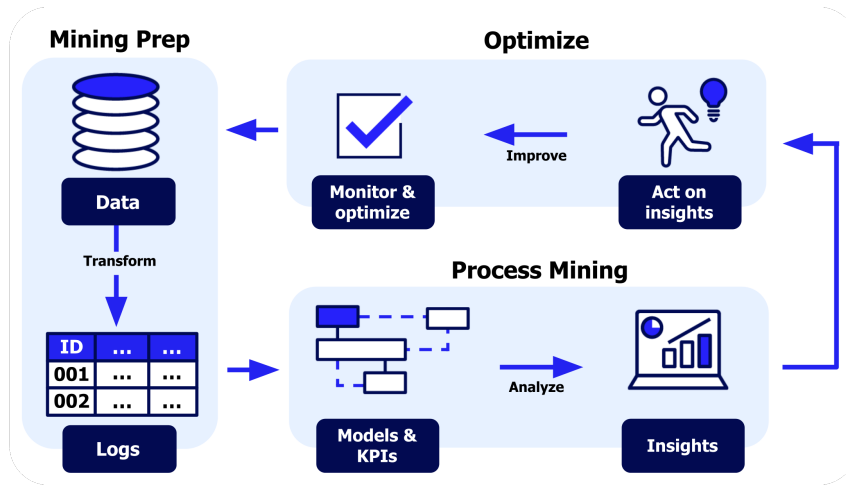 Mining Prep
Data
Transform
ID ... ...
001 ... ...
002 ... ...
Logs
Optimize
Improve
Monitor &
optimize
Act on
insights
Process Mining
Analyze
Models &
KPIs
Insights